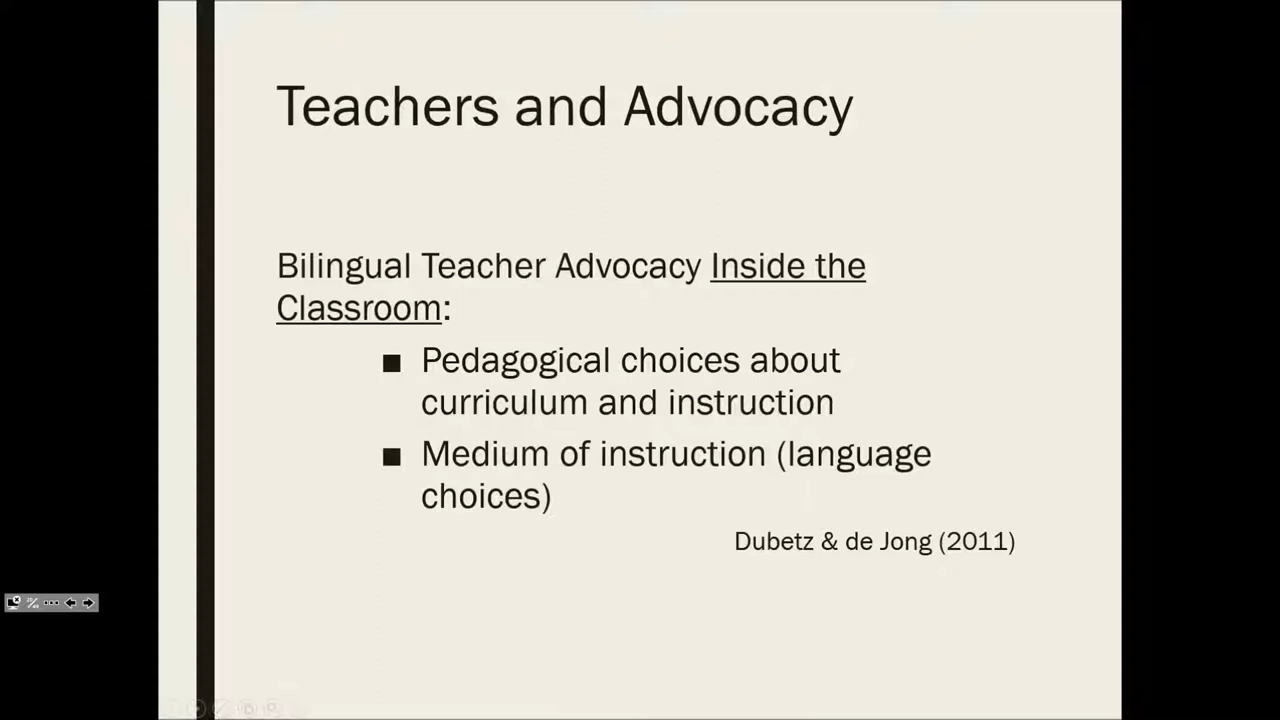 Teachers and Advocacy
Bilingual Teacher Advocacy Inside the
Classroom:
■ Pedagogical choices about
curriculum and instruction
■ Medium of instruction (language
choices)
Dubetz & de Jong (2011)